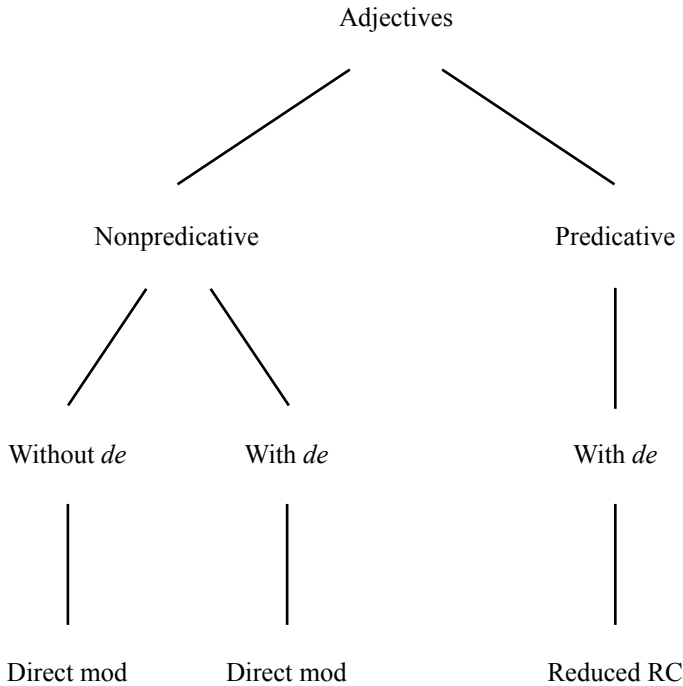 Adjectives
Nonpredicative Predicative
Without de With de With de
Direct mod Direct mod Reduced RC